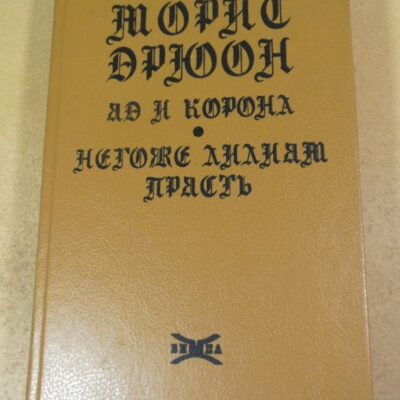 МОРИС
ДРЮОН
ЯД И КОРОНА
•
НЕГОЖЕ ЛИЛИЯМ
ПРЯСТЬ